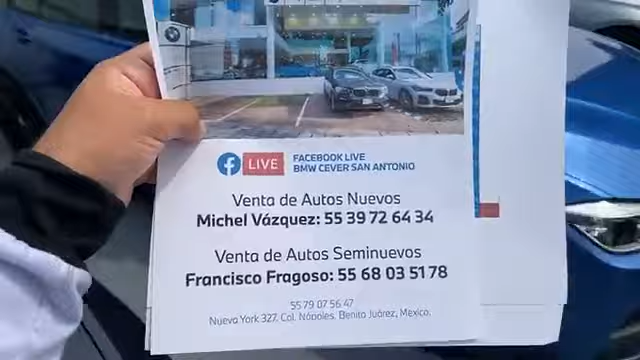 FACEBOOK LIVE
LIVE
BMW CEVER SAN ANTONIO
Venta de Autos Nuevos
Michel Vázquez: 55 39 72 64 34
Venta de Autos Seminuevos
Francisco Fragoso: 55 68 03 51 78
55 79 07 56 47
Nueva York 327. Col. Nápoles. Benito Juárez, Mexico.